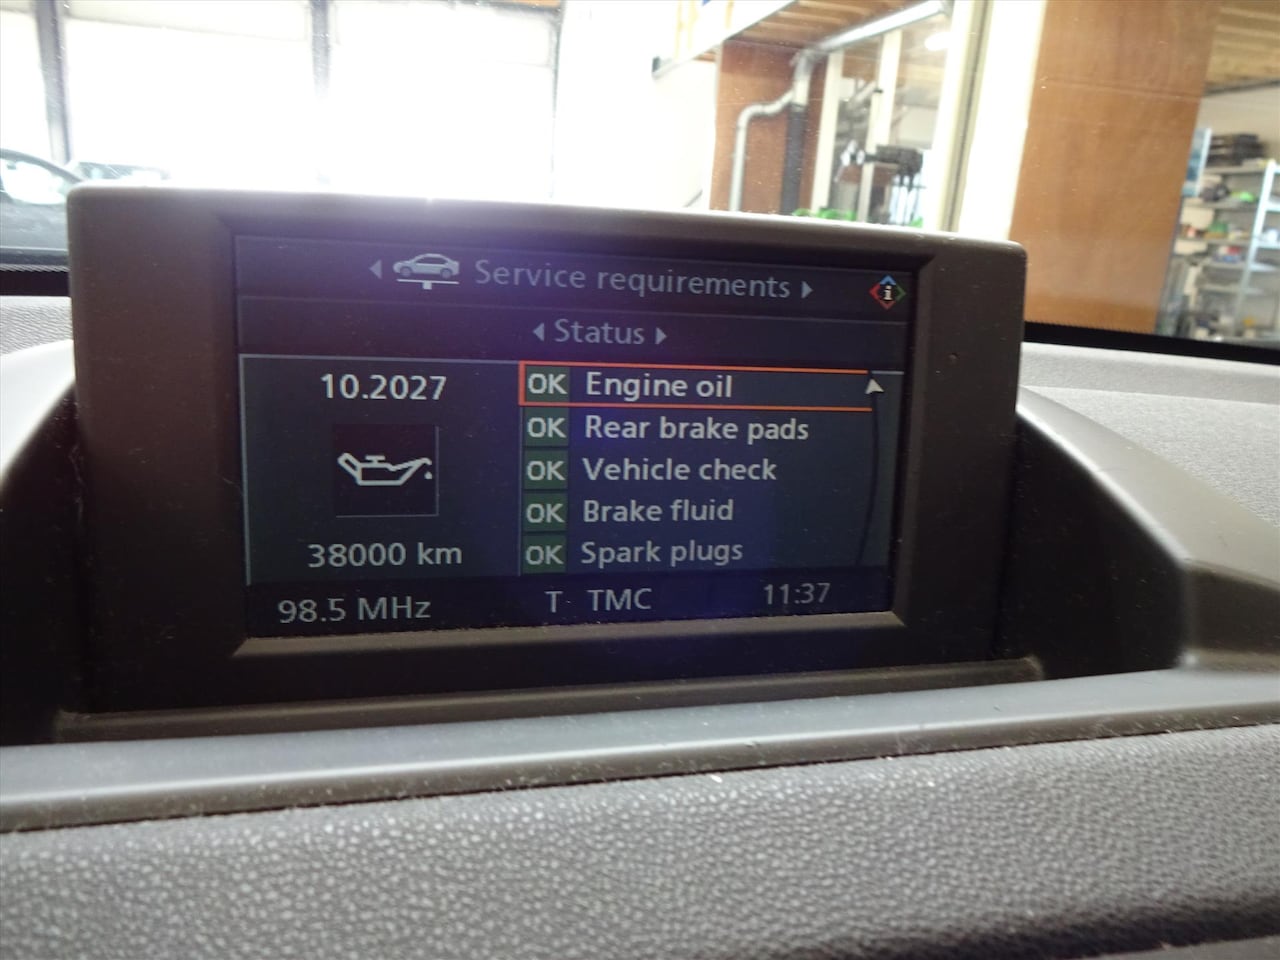 Service requirements
i
Status
10.2027
38000 km
OK Engine oil
OK Rear brake pads
OK Vehicle check
OK Brake fluid
OK Spark plugs
98.5 MHz T TMC 11:37